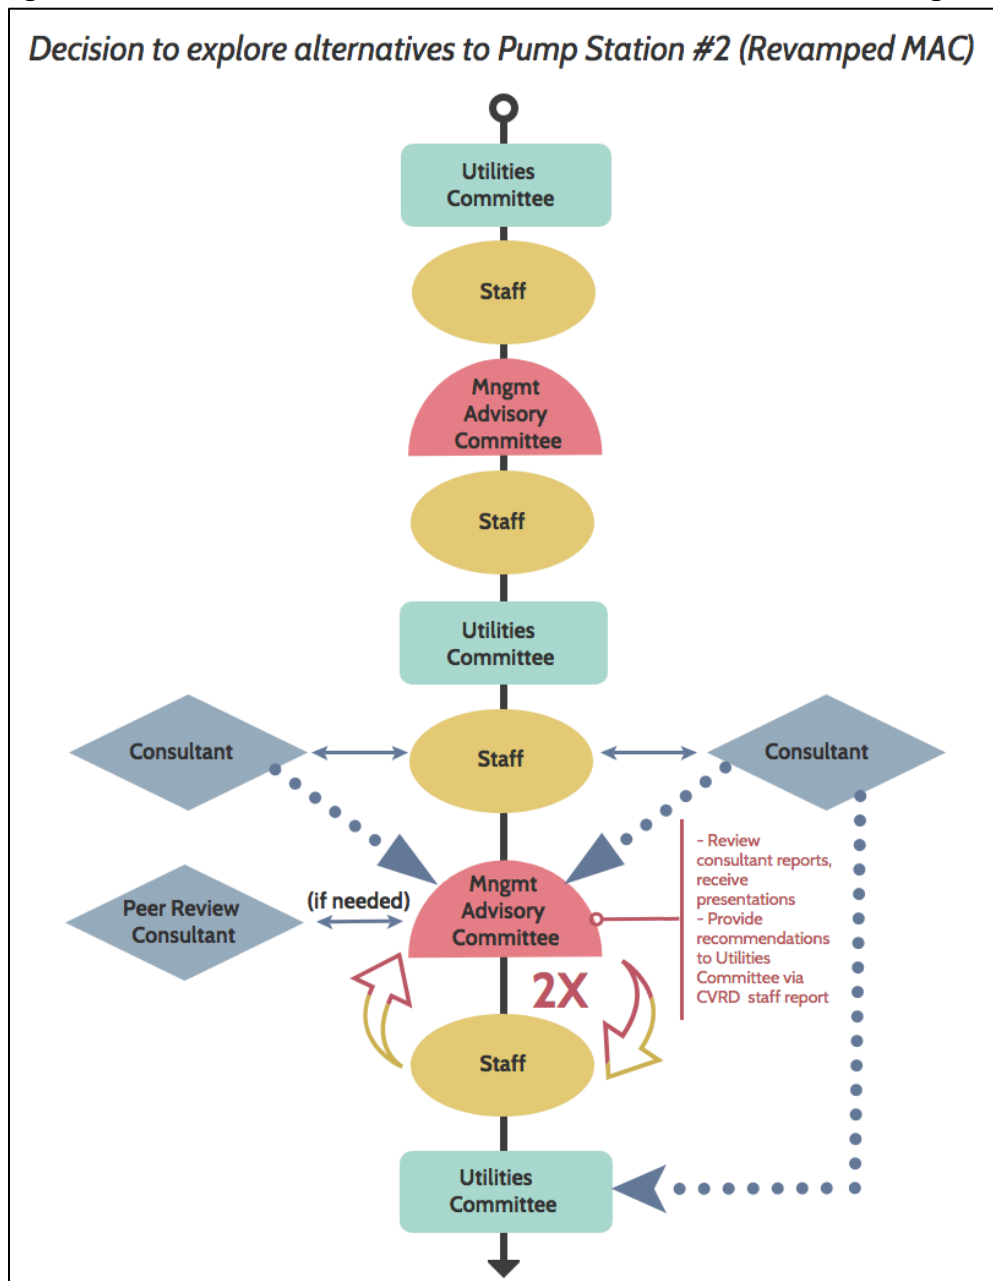 Decision to explore alternatives to Pump Station #2 (Revamped MAC)
Utilities
Committee
Staff
Mngmt
Advisory
Committee
Staff
Utilities
Committee
Consultant
Staff
Consultant
Peer Review
Consultant
(if needed)
Mngmt
Advisory
Committee
- Review
consultant reports,
receive
presentations
- Provide
recommendations
to Utilities
Committee via
CVRD staff report
2X
Staff
Utilities
Committee